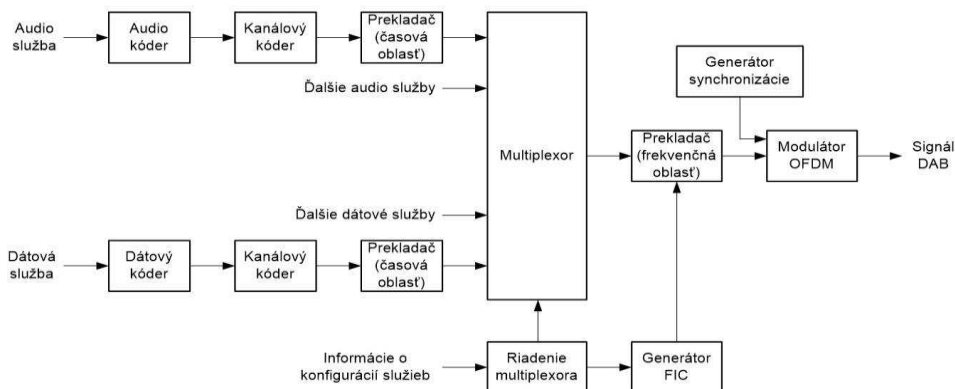 Audio
služba
Audio
kóder
Kanálový
kóder
Prekladač
(časová
oblasť)
Ďalšie audio služby
Multiplexor
Generátor
synchronizácie
Prekladač
(frekvenčná
oblasť)
Modulátor
OFDM
Signál
DAB
Ďalšie dátové služby
Dátová
služba
Dátový
kóder
Kanálový
kóder
Prekladač
(časová
oblasť)
Informácie o
konfigurácií služieb
Riadenie
multiplexora
Generátor
FIC